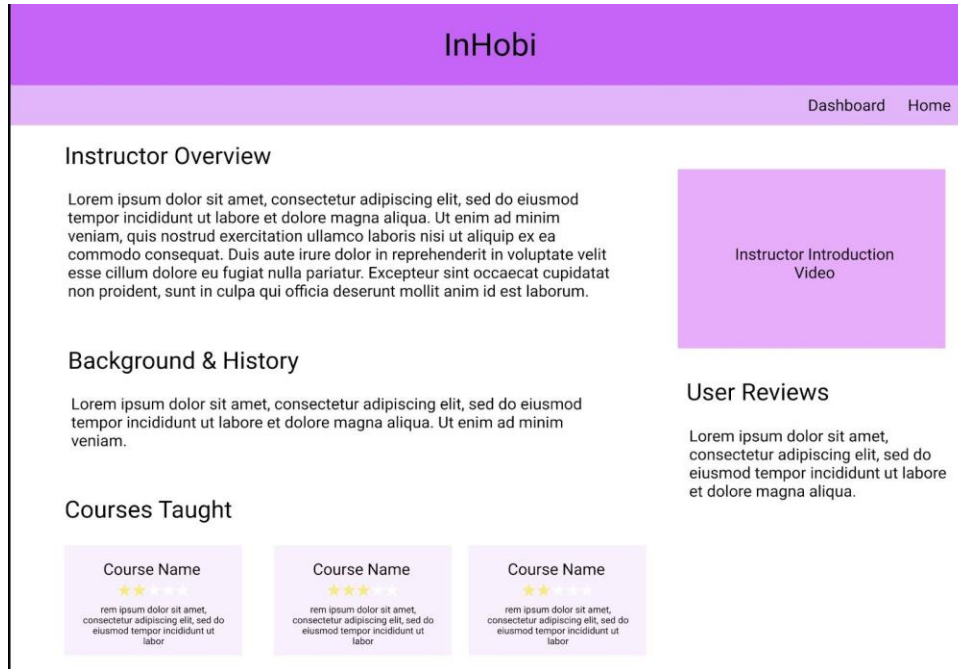 InHobi
Dashboard Home
Instructor Overview
Lorem ipsum dolor sit amet, consectetur adipiscing elit, sed do eiusmod
tempor incididunt ut labore et dolore magna aliqua. Ut enim ad minim
veniam, quis nostrud exercitation ullamco laboris nisi ut aliquip ex ea
commodo consequat. Duis aute irure dolor in reprehenderit in voluptate velit
esse cillum dolore eu fugiat nulla pariatur. Excepteur sint occaecat cupidatat
non proident, sunt in culpa qui officia deserunt mollit anim id est laborum.
Background & History
Lorem ipsum dolor sit amet, consectetur adipiscing elit, sed do eiusmod
tempor incididunt ut labore et dolore magna aliqua. Ut enim ad minim
veniam.
Courses Taught
Course Name
rem ipsum dolor sit amet,
consectetur adipiscing elit, sed do
eiusmod tempor incididunt ut
labor
Course Name
rem ipsum dolor sit amet,
consectetur adipiscing elit, sed do
eiusmod tempor incididunt ut
labor
Course Name
rem ipsum dolor sit amet,
consectetur adipiscing elit, sed do
eiusmod tempor incididunt ut
labor
Instructor Introduction
Video
User Reviews
Lorem ipsum dolor sit amet,
consectetur adipiscing elit, sed do
eiusmod tempor incididunt ut labore
et dolore magna aliqua.